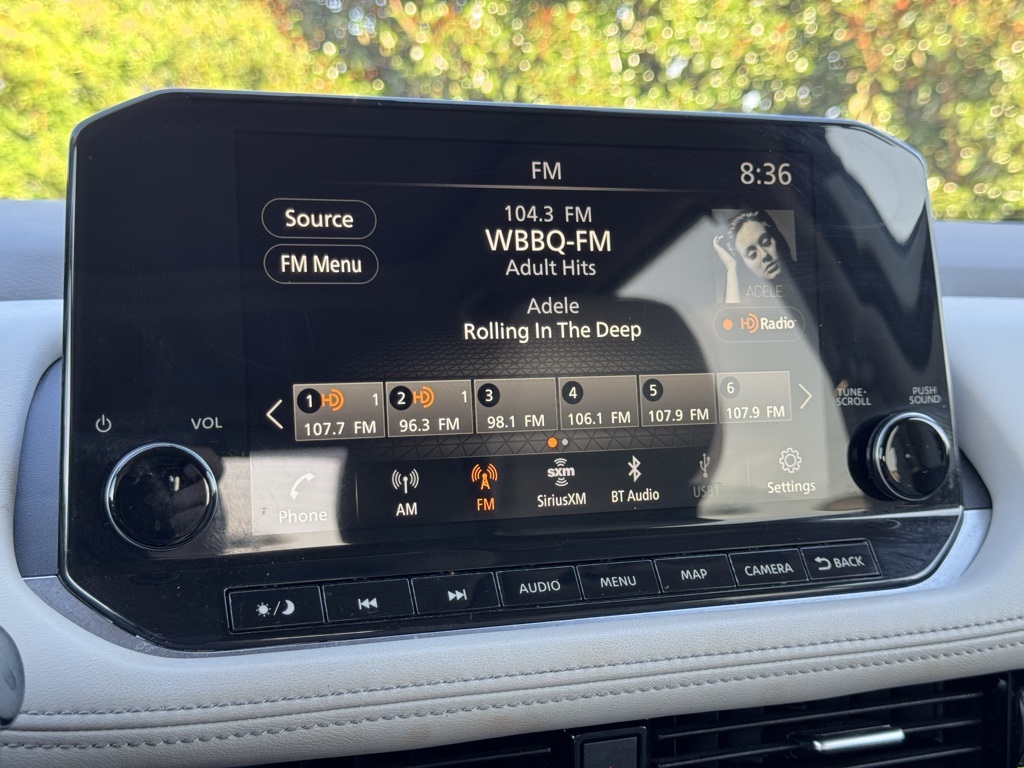 FM
8:36
Source
FM Menu
104.3 FM
WBBQ-FM
Adult Hits
Adele
Rolling In The Deep
ADELE
HD Radio
1 HD 1
107.7 FM
2 HD 1
96.3 FM
3
98.1 FM
4
106.1 FM
5
107.9 FM
6
107.9 FM
VOL
TUNE·
SCROLL
PUSH
SOUND
Phone
AM
FM
sxm
SiriusXM
BT Audio
USB1
Settings
AUDIO
MENU
MAP
CAMERA
BACK